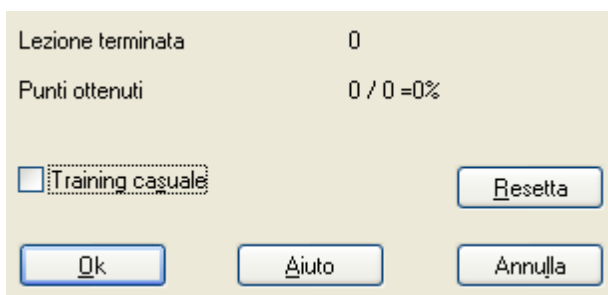 Lezione terminata 0
Punti ottenuti 0 / 0 =0%
Training casuale
Resetta
Ok Aiuto Annulla